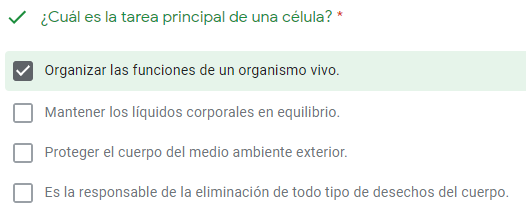 ¿Cuál es la tarea principal de una célula? *
Organizar las funciones de un organismo vivo.
Mantener los líquidos corporales en equilibrio.
Proteger el cuerpo del medio ambiente exterior.
Es la responsable de la eliminación de todo tipo de desechos del cuerpo.